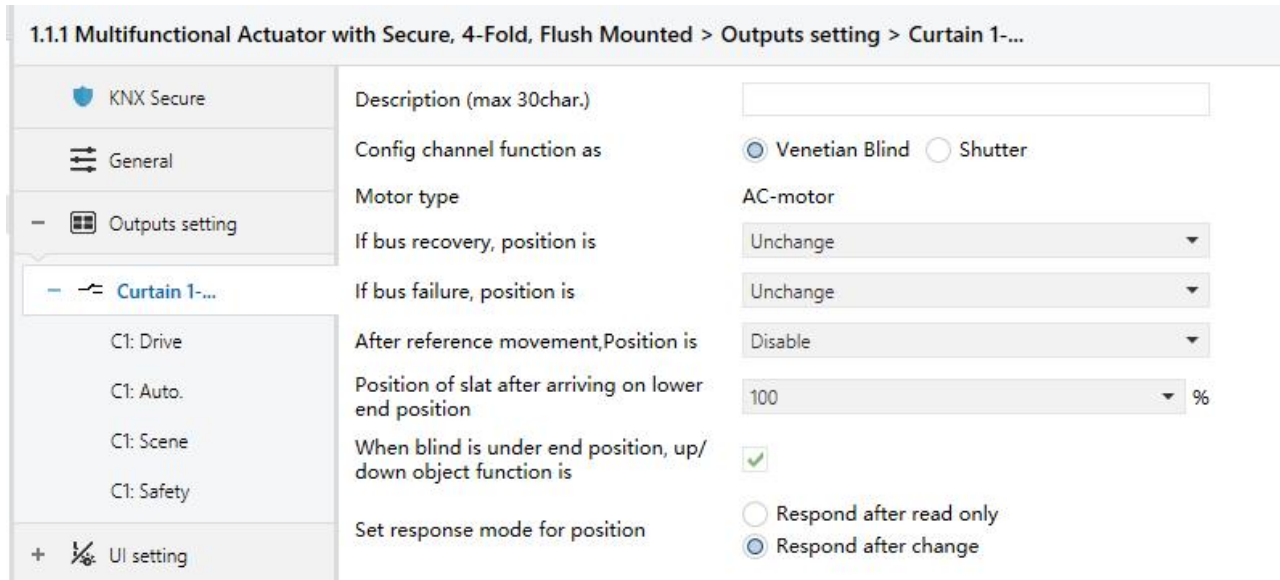 1.1.1 Multifunctional Actuator with Secure, 4-Fold, Flush Mounted > Outputs setting > Curtain 1-...
KNX Secure
General
Outputs setting
Curtain 1-...
C1: Drive
C1: Auto.
C1: Scene
C1: Safety
UI setting
Description (max 30char.)
Config channel function as
Venetian Blind
Shutter
Motor type
AC-motor
If bus recovery, position is
Unchange
If bus failure, position is
Unchange
After reference movement,Position is
Disable
Position of slat after arriving on lower
end position
100
%
When blind is under end position, up/
down object function is
Set response mode for position
Respond after read only
Respond after change